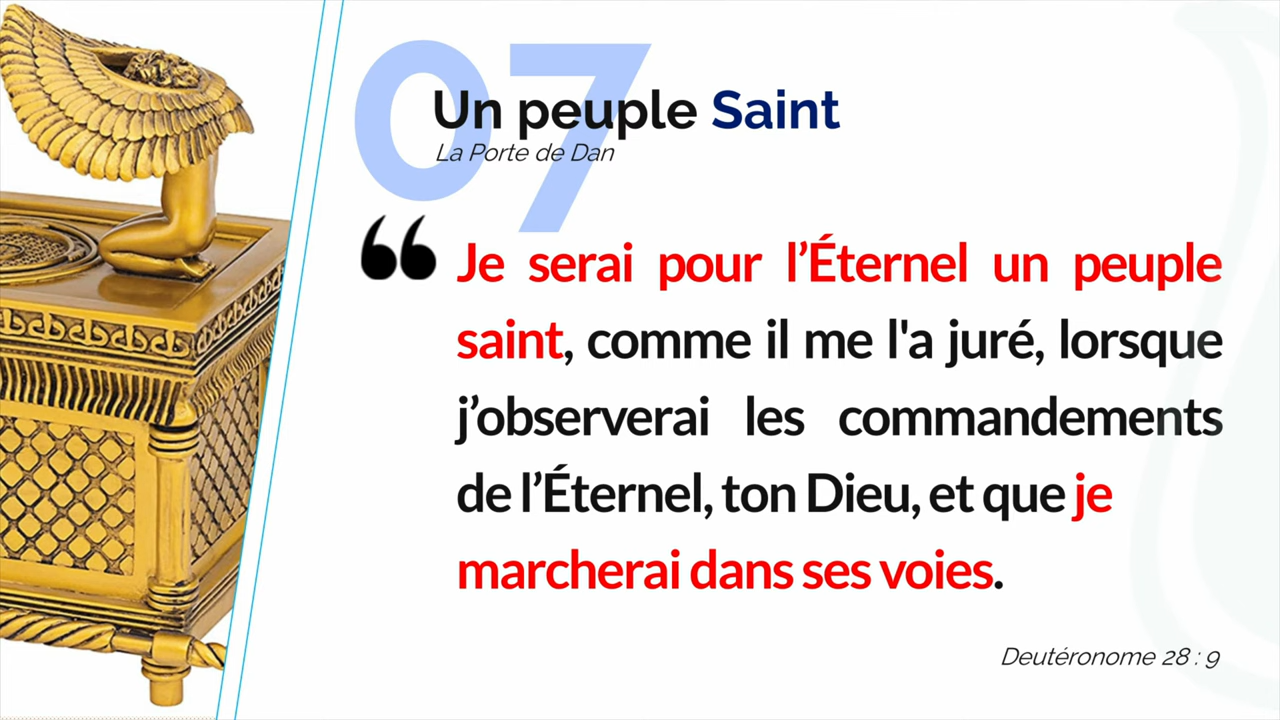 07
Un peuple Saint
La Porte de Dan
“
Je serai pour l’Éternel un peuple
saint, comme il me l'a juré, lorsque
j’observerai les commandements
de l’Éternel, ton Dieu, et que je
marcherai dans ses voies.
Deutéronome 28 : 9